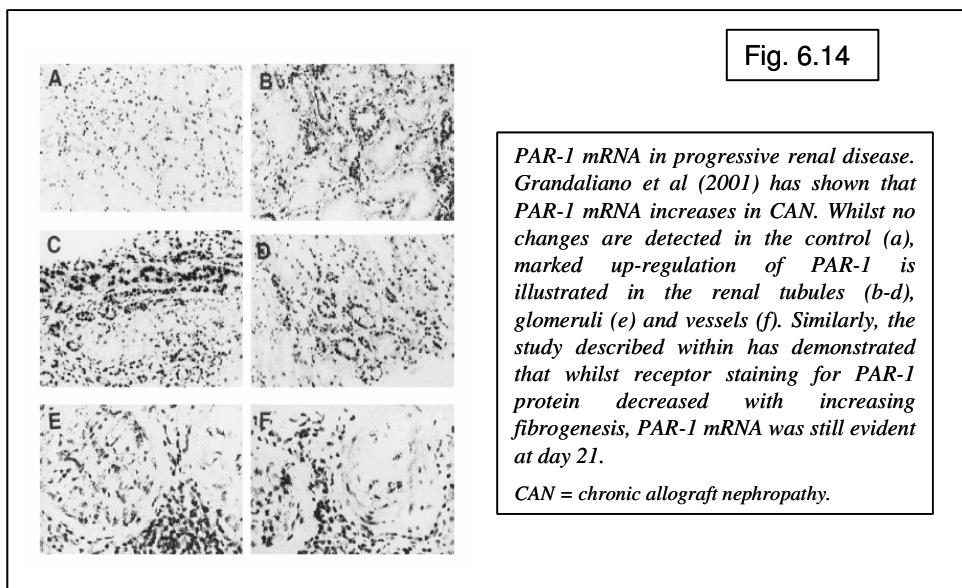 Fig. 6.14
A
B
C
D
E
F
PAR-1 mRNA in progressive renal disease.
Grandaliano et al (2001) has shown that
PAR-1 mRNA increases in CAN. Whilst no
changes are detected in the control (a),
marked up-regulation of PAR-1 is
illustrated in the renal tubules (b-d),
glomeruli (e) and vessels (f). Similarly, the
study described within has demonstrated
that whilst receptor staining for PAR-1
protein decreased with increasing
fibrogenesis, PAR-1 mRNA was still evident
at day 21.
CAN = chronic allograft nephropathy.